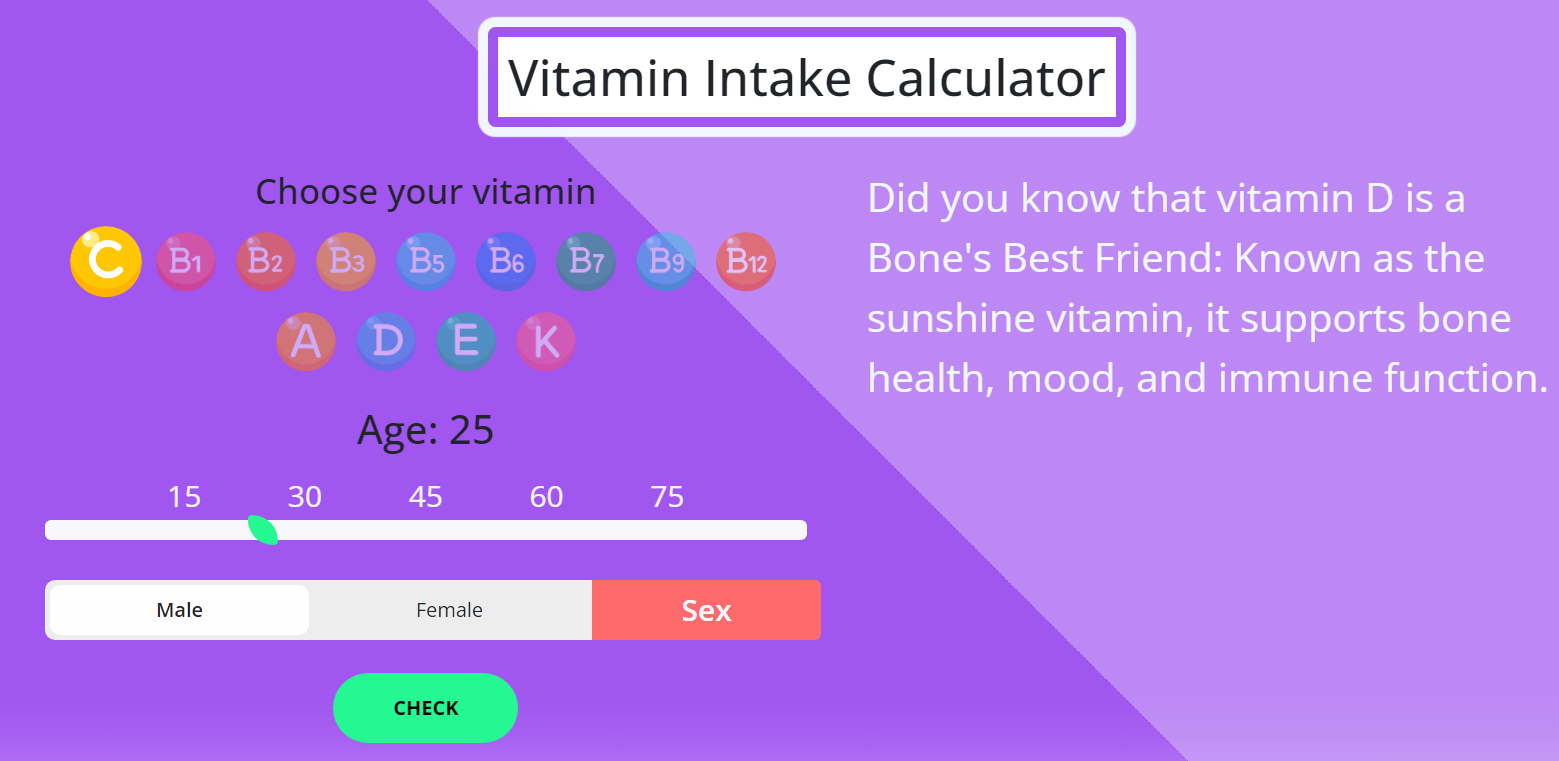 Vitamin Intake Calculator
Choose your vitamin
C B1 B2 B3 B5 B6 B7 B9 B12
A D E K
Age: 25
15 30 45 60 75
Male Female Sex
CHECK
Did you know that vitamin D is a
Bone's Best Friend: Known as the
sunshine vitamin, it supports bone
health, mood, and immune function.